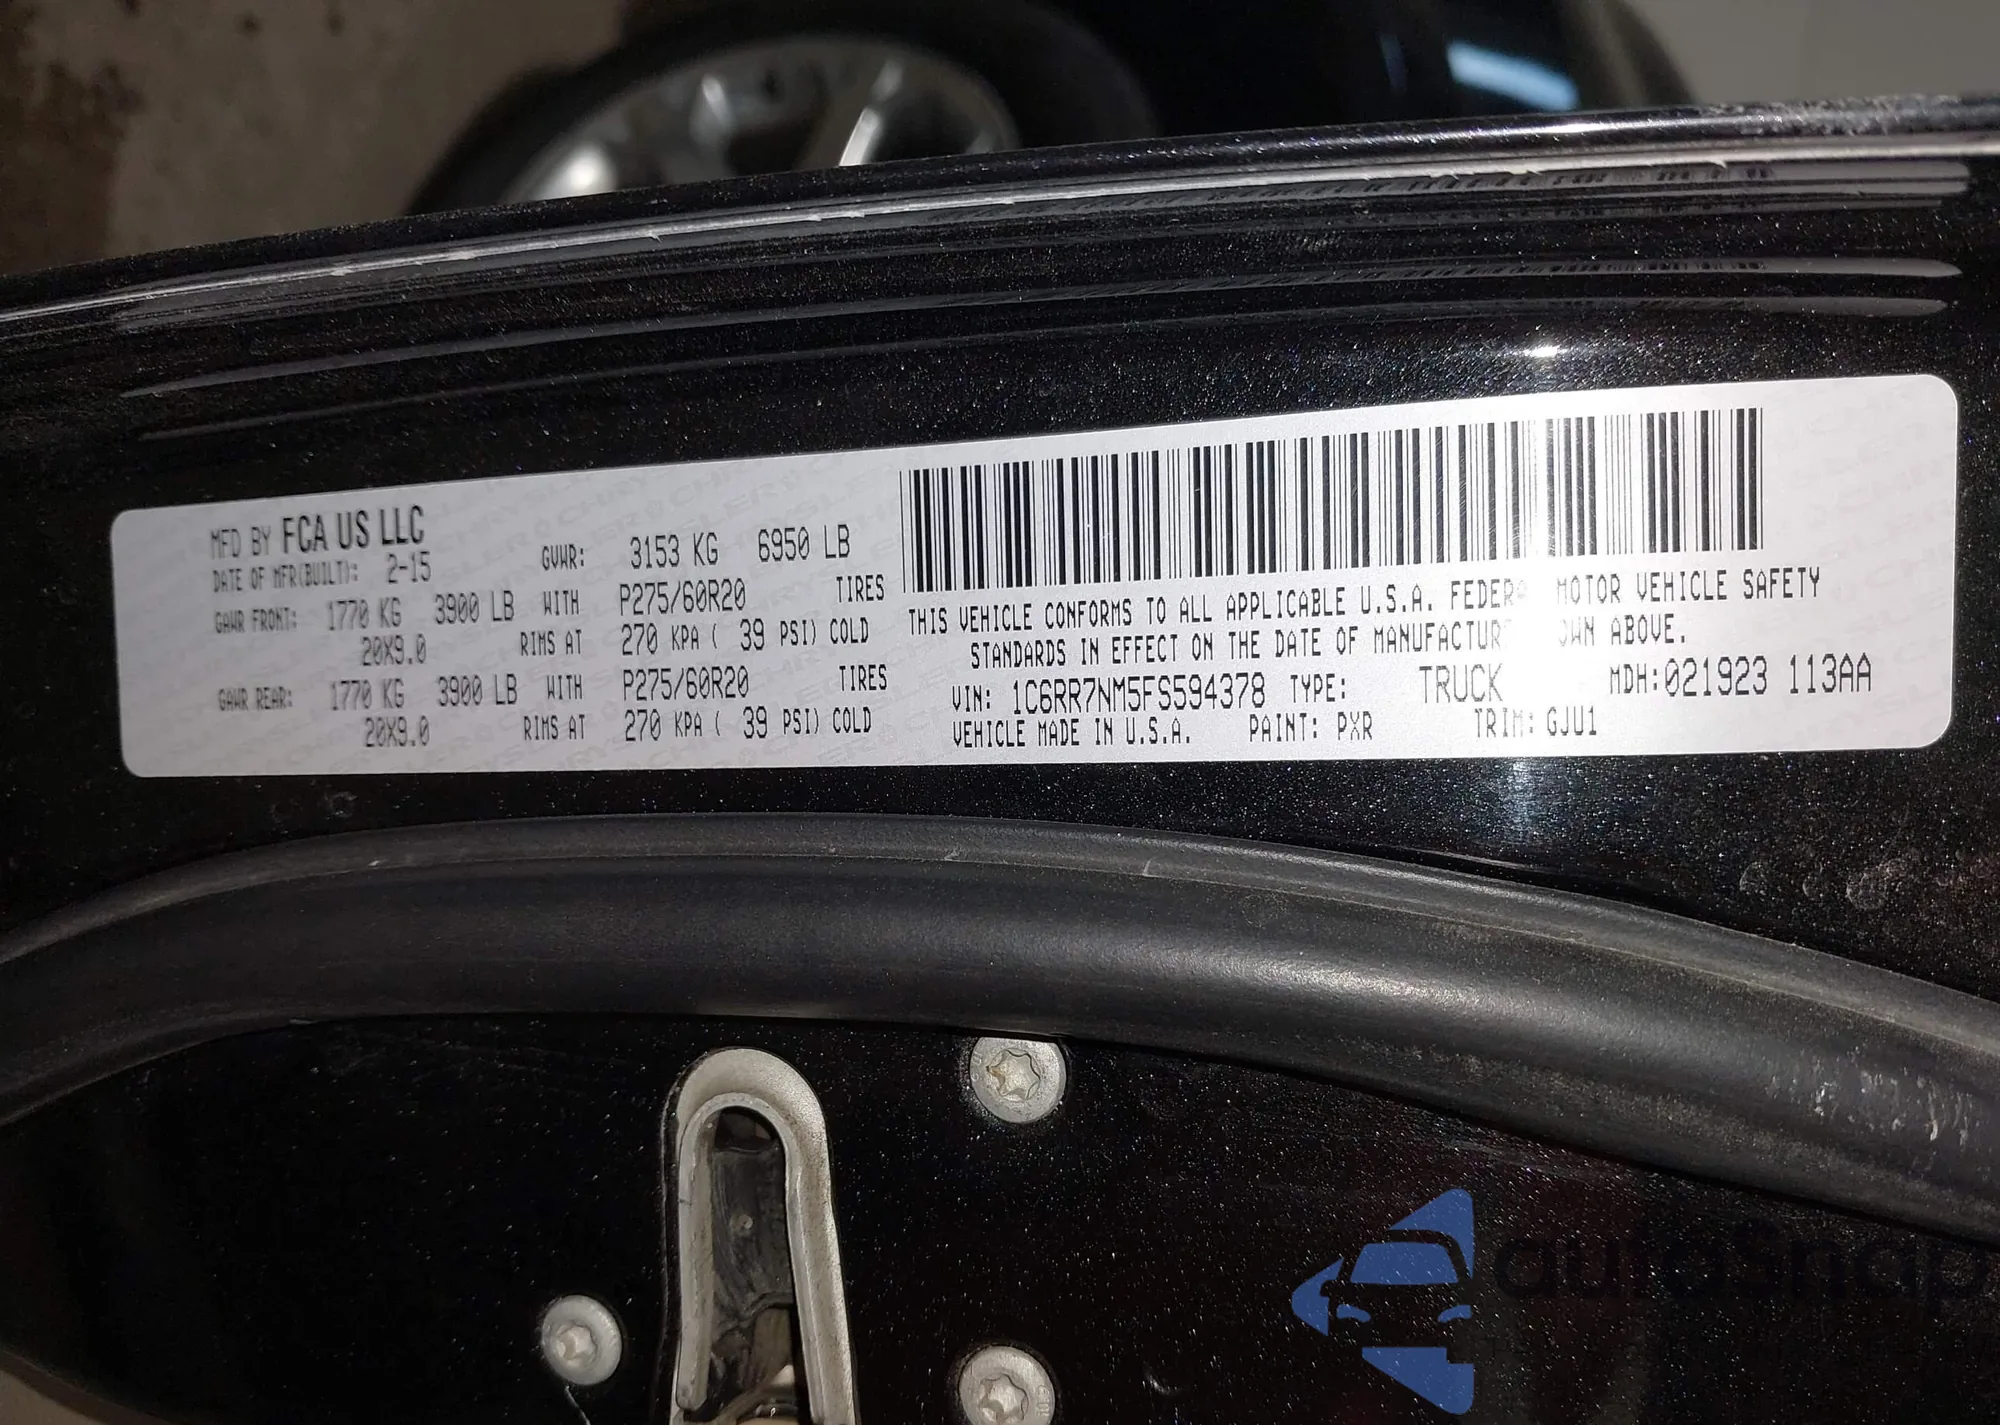 MFD BY FCA US LLC
DATE OF MFR(BUILT): 2-15 GVWR: 3153 KG 6950 LB
GAWR FRONT: 1770 KG 3900 LB WITH P275/60R20 TIRES
20X9.0 RIMS AT 270 KPA ( 39 PSI) COLD
GAWR REAR: 1770 KG 3900 LB WITH P275/60R20 TIRES
20X9.0 RIMS AT 270 KPA ( 39 PSI) COLD
THIS VEHICLE CONFORMS TO ALL APPLICABLE U.S.A. MOTOR VEHICLE SAFETY
STANDARDS IN EFFECT ON THE DATE OF ABOVE.
VIN: 1C6RR7NM5FS594378 TYPE: TRUCK MDH:021923 113AA
VEHICLE MADE IN U.S.A. PAINT: PXR TRIM: GJU1
autosnap